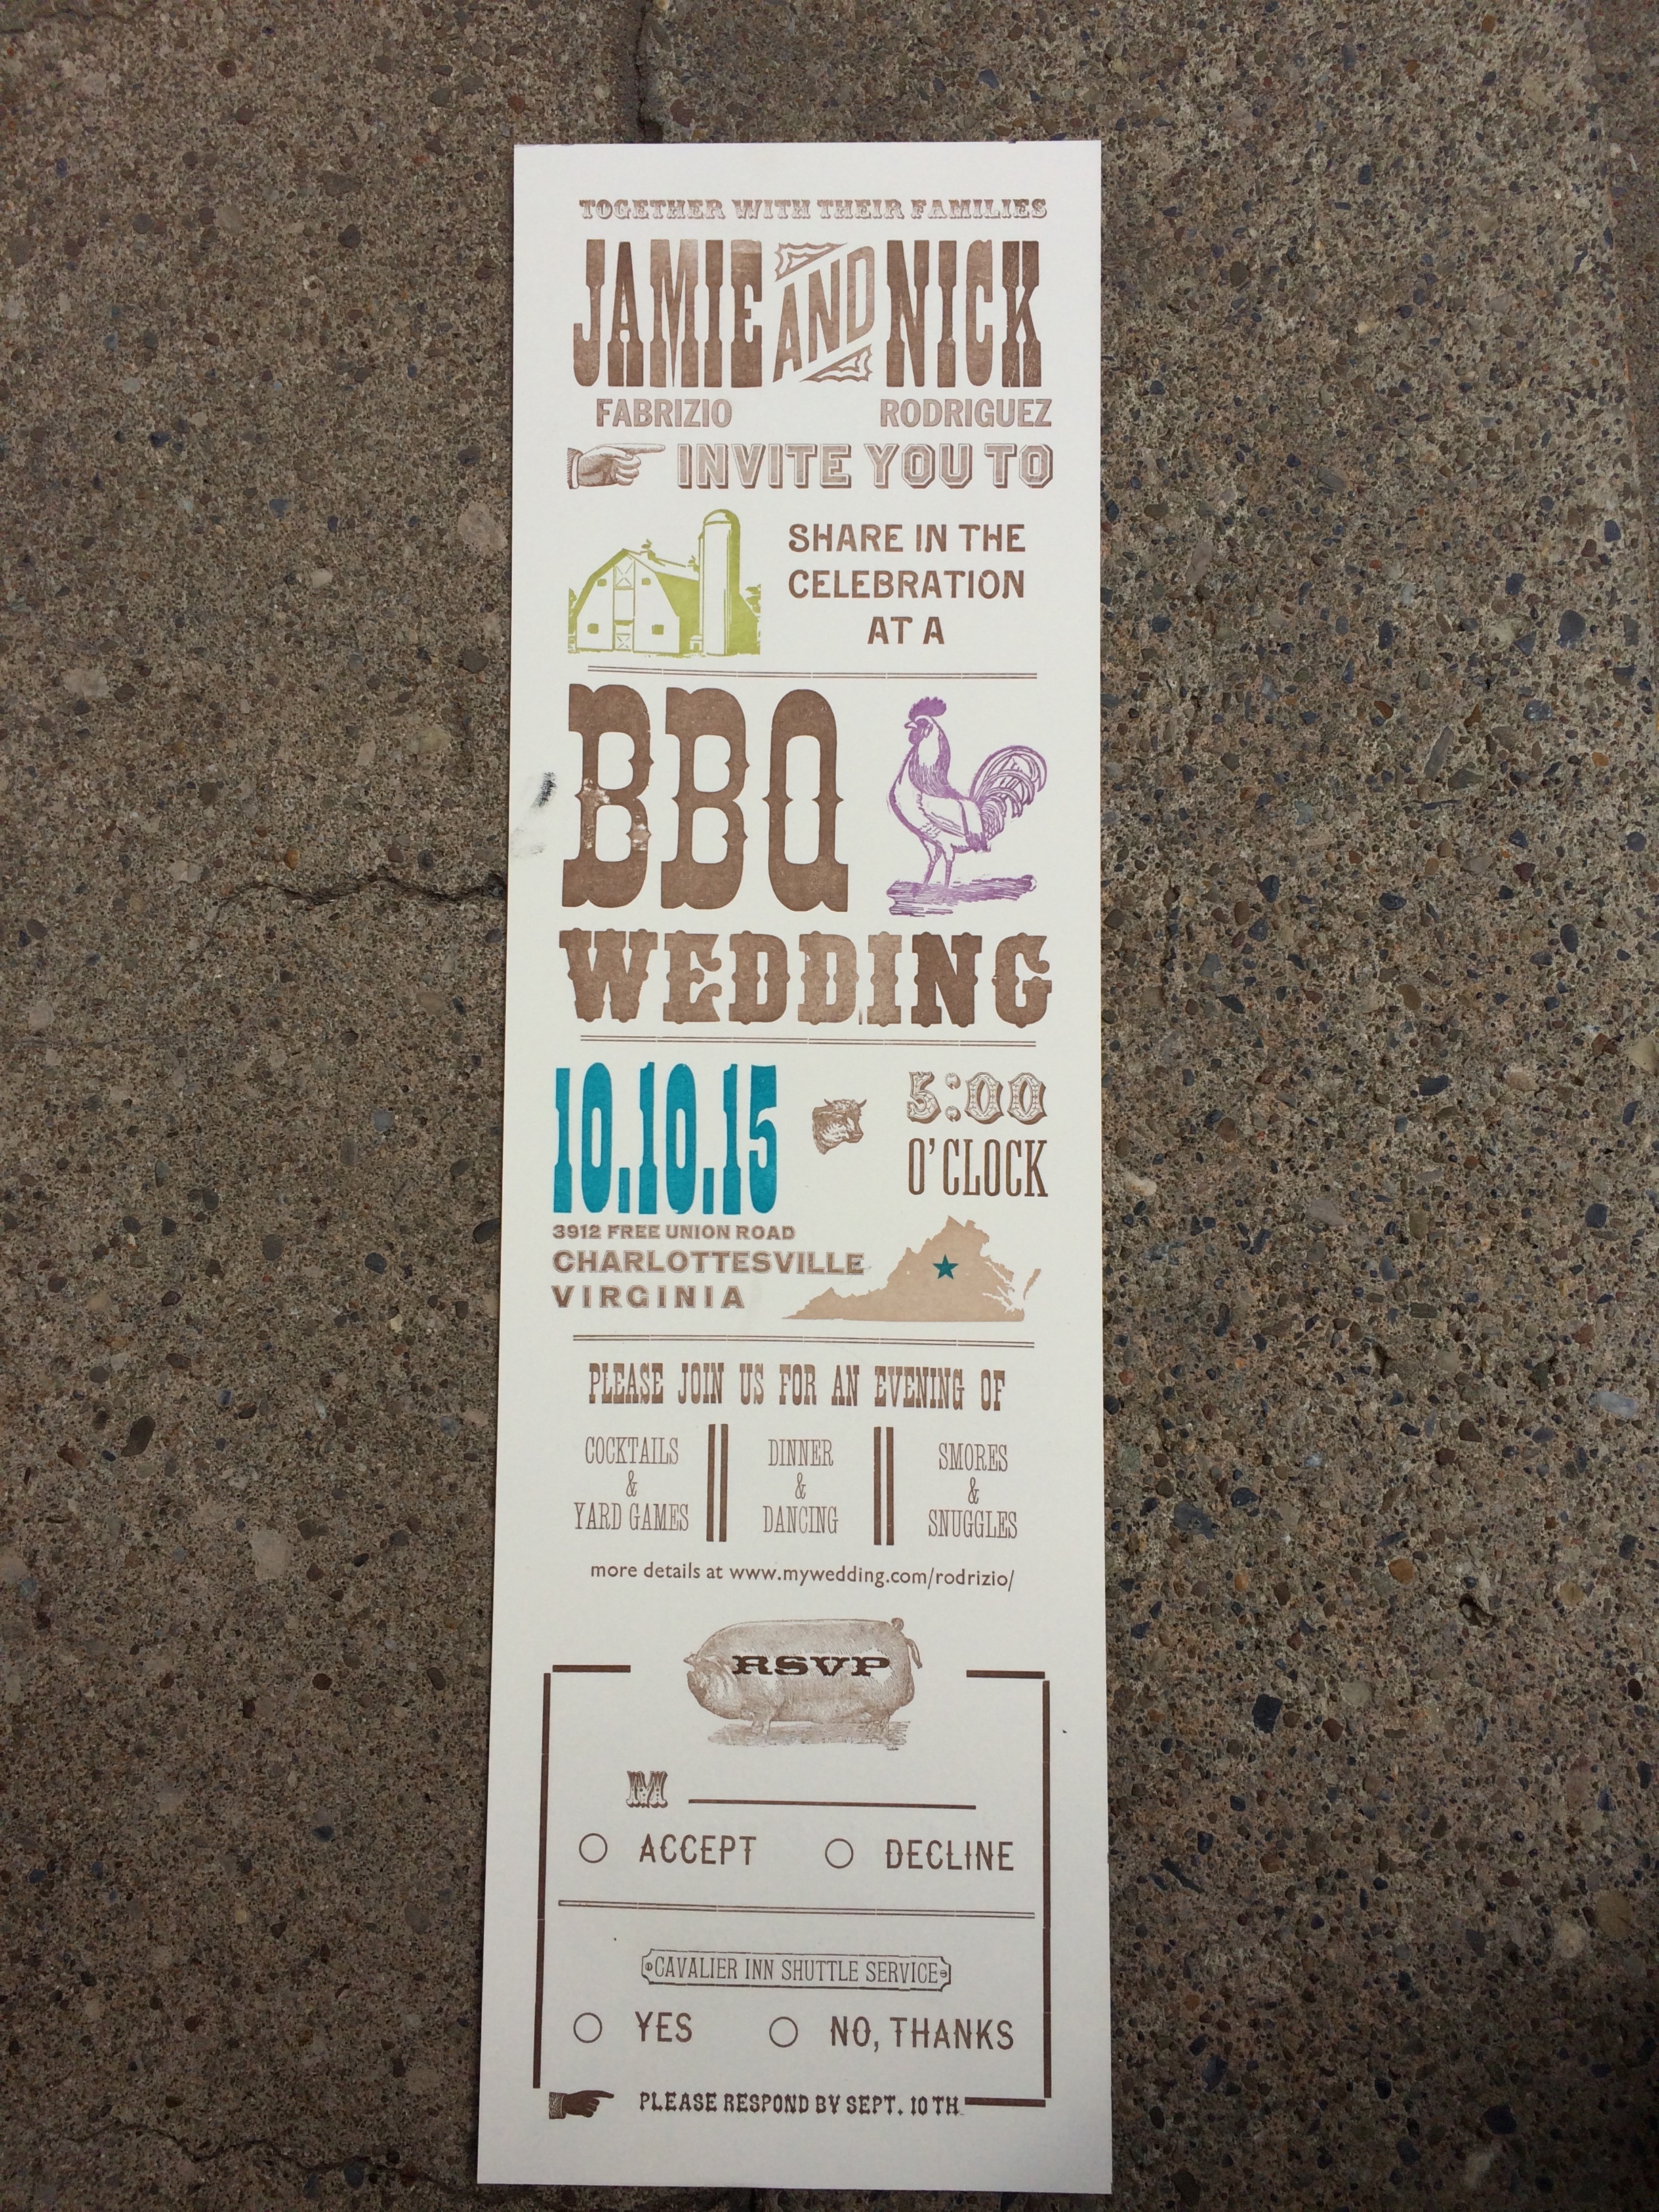 TOGETHER WITH THEIR FAMILIES
JAMIE AND NICK
FABRIZIO RODRIGUEZ
INVITE YOU TO
SHARE IN THE
CELEBRATION
AT A
BBQ
WEDDING
10.10.15
5:00
O'CLOCK
3912 FREE UNION ROAD
CHARLOTTESVILLE
VIRGINIA
PLEASE JOIN US FOR AN EVENING OF
COCKTAILS
&
YARD GAMES
DINNER
&
DANCING
SMORES
&
SNUGGLES
more details at www.mywedding.com/rodrizio/
RSVP
M
ACCEPT DECLINE
CAVALIER INN SHUTTLE SERVICE
YES NO, THANKS
PLEASE RESPOND BY SEPT. 10TH